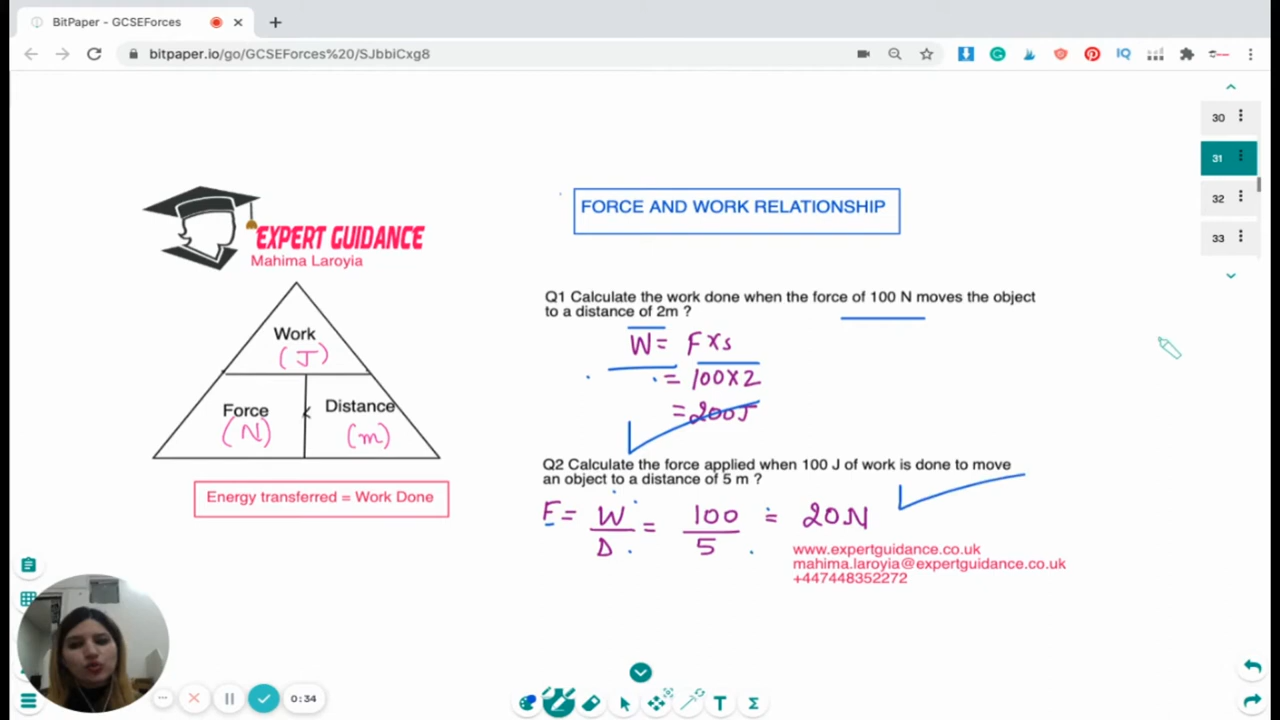 BitPaper - GCSEForces
bitpaper.io/go/GCSEForces%20/SJbbiCxg8
30
31
32
33
EXPERT GUIDANCE
Mahima Laroyia
FORCE AND WORK RELATIONSHIP
Work
(J)
Force
Distance
(N)
(m)
Energy transferred = Work Done
Q1 Calculate the work done when the force of 100 N moves the object
to a distance of 2m ?
W = F x s
= 100 x 2
= 200J
Q2 Calculate the force applied when 100 J of work is done to move
an object to a distance of 5 m ?
F = W/D = 100/5 = 20N
www.expertguidance.co.uk
mahima.laroyia@expertguidance.co.uk
+447448352272
0:34
T
Σ
IQ